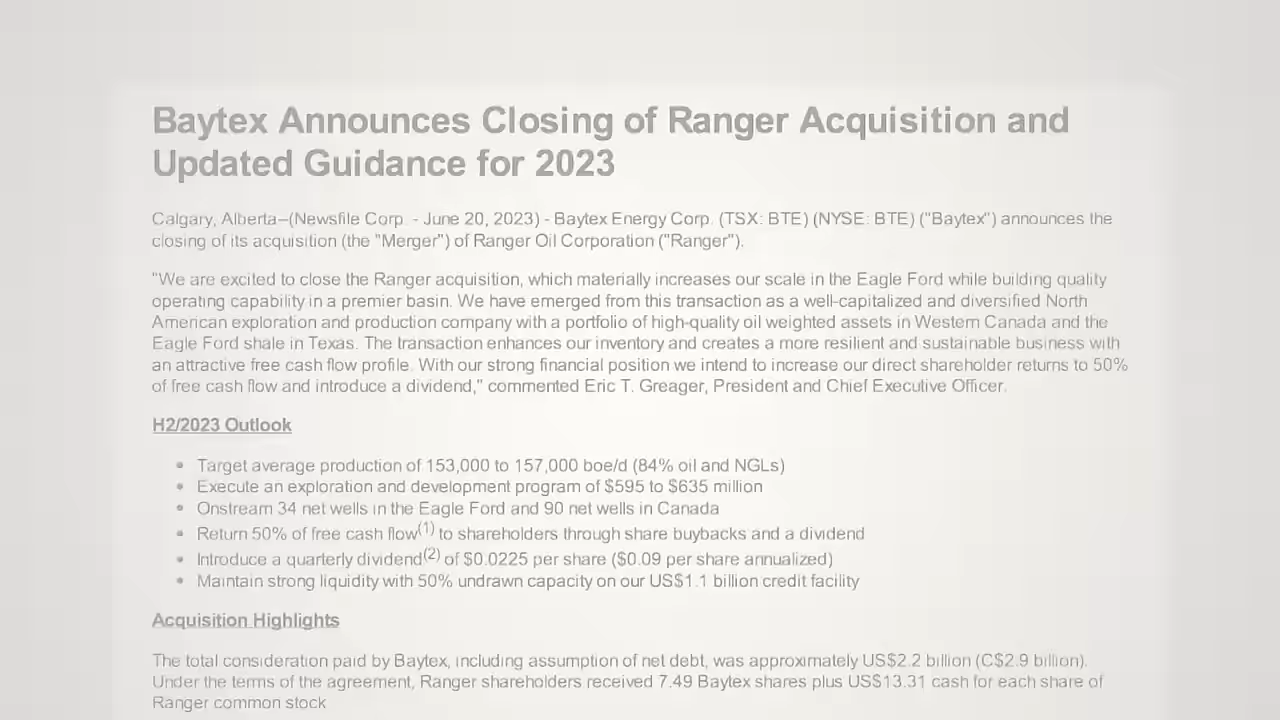 Baytex Announces Closing of Ranger Acquisition and
Updated Guidance for 2023
Calgary, Alberta--(Newsfile Corp. - June 20, 2023) - Baytex Energy Corp. (TSX: BTE) (NYSE: BTE) ("Baytex") announces the
closing of its acquisition (the "Merger") of Ranger Oil Corporation ("Ranger").
"We are excited to close the Ranger acquisition, which materially increases our scale in the Eagle Ford while building quality
operating capability in a premier basin. We have emerged from this transaction as a well-capitalized and diversified North
American exploration and production company with a portfolio of high-quality oil weighted assets in Western Canada and the
Eagle Ford shale in Texas. The transaction enhances our inventory and creates a more resilient and sustainable business with
an attractive free cash flow profile. With our strong financial position we intend to increase our direct shareholder returns to 50%
of free cash flow and introduce a dividend," commented Eric T. Greager, President and Chief Executive Officer.
H2/2023 Outlook
• Target average production of 153,000 to 157,000 boe/d (84% oil and NGLs)
• Execute an exploration and development program of $595 to $635 million
• Onstream 34 net wells in the Eagle Ford and 90 net wells in Canada
• Return 50% of free cash flow(1) to shareholders through share buybacks and a dividend
• Introduce a quarterly dividend(2) of $0.0225 per share ($0.09 per share annualized)
• Maintain strong liquidity with 50% undrawn capacity on our US$1.1 billion credit facility
Acquisition Highlights
The total consideration paid by Baytex, including assumption of net debt, was approximately US$2.2 billion (C$2.9 billion).
Under the terms of the agreement, Ranger shareholders received 7.49 Baytex shares plus US$13.31 cash for each share of
Ranger common stock